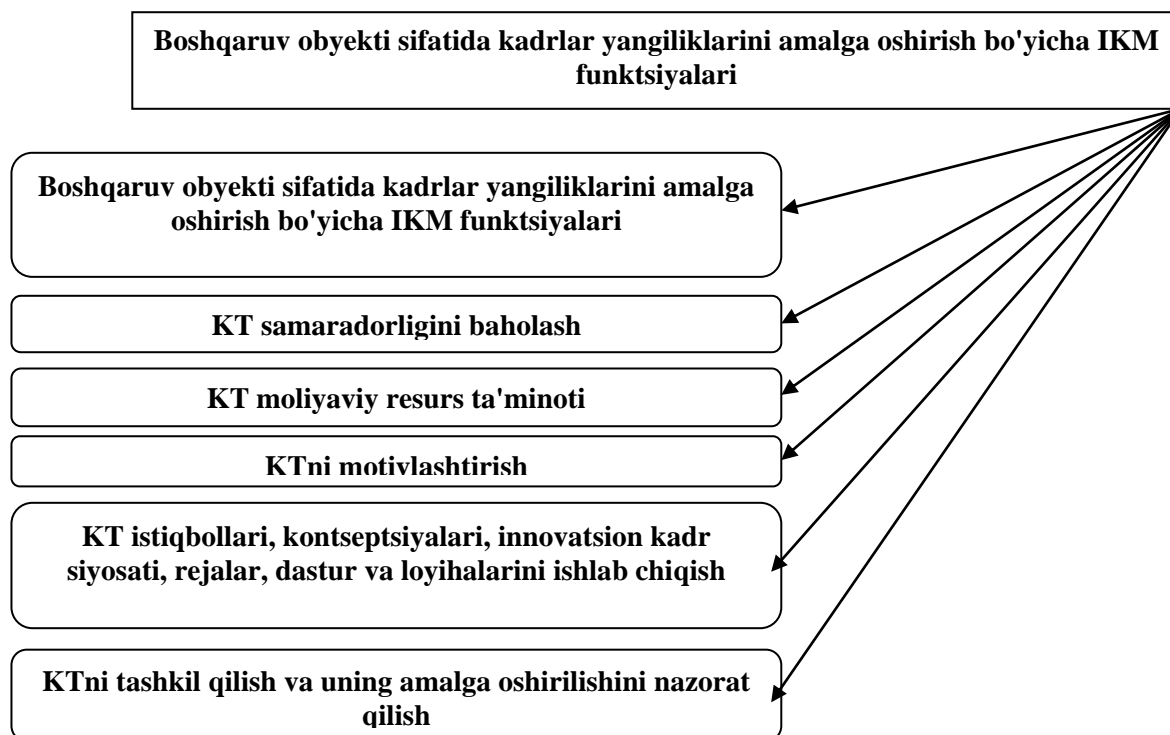 Boshqaruv obyekti sifatida kadrlar yangiliklarini amalga oshirish bo'yicha IKM
funktsiyalari
Boshqaruv obyekti sifatida kadrlar yangiliklarini amalga
oshirish bo'yicha IKM funktsiyalari
KT samaradorligini baholash
KT moliyaviy resurs ta'minoti
KTni motivlashtirish
KT istiqbollari, kontseptsiyalari, innovatsion kadr
siyosati, rejalar, dastur va loyihalarini ishlab chiqish
KTni tashkil qilish va uning amalga oshirilishini nazorat
qilish